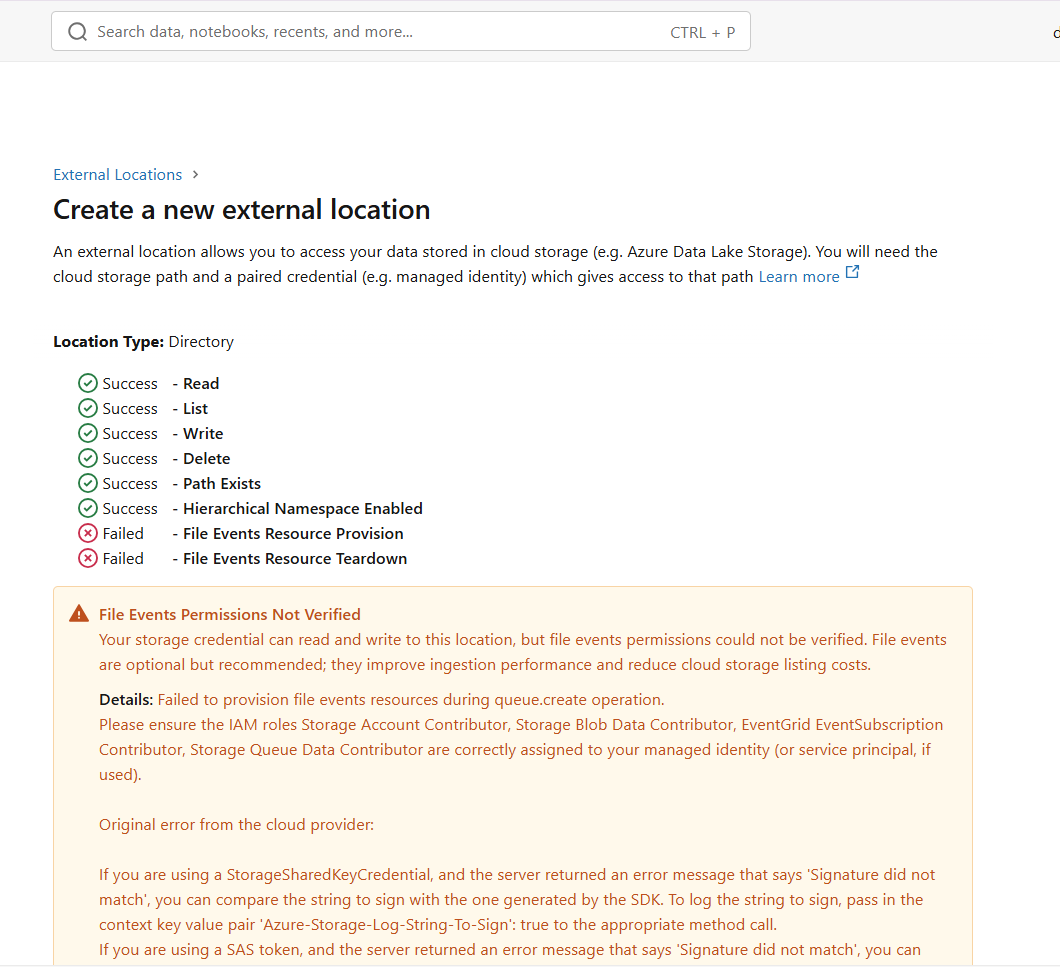 Search data, notebooks, recents, and more... CTRL + P
External Locations >
Create a new external location
An external location allows you to access your data stored in cloud storage (e.g. Azure Data Lake Storage). You will need the
cloud storage path and a paired credential (e.g. managed identity) which gives access to that path Learn more
Location Type: Directory
Success - Read
Success - List
Success - Write
Success - Delete
Success - Path Exists
Success - Hierarchical Namespace Enabled
Failed - File Events Resource Provision
Failed - File Events Resource Teardown
File Events Permissions Not Verified
Your storage credential can read and write to this location, but file events permissions could not be verified. File events
are optional but recommended; they improve ingestion performance and reduce cloud storage listing costs.
Details: Failed to provision file events resources during queue.create operation.
Please ensure the IAM roles Storage Account Contributor, Storage Blob Data Contributor, EventGrid EventSubscription
Contributor, Storage Queue Data Contributor are correctly assigned to your managed identity (or service principal, if
used).
Original error from the cloud provider:
If you are using a StorageSharedKeyCredential, and the server returned an error message that says 'Signature did not
match', you can compare the string to sign with the one generated by the SDK. To log the string to sign, pass in the
context key value pair 'Azure-Storage-Log-String-To-Sign': true to the appropriate method call.
If you are using a SAS token, and the server returned an error message that says 'Signature did not match', you can